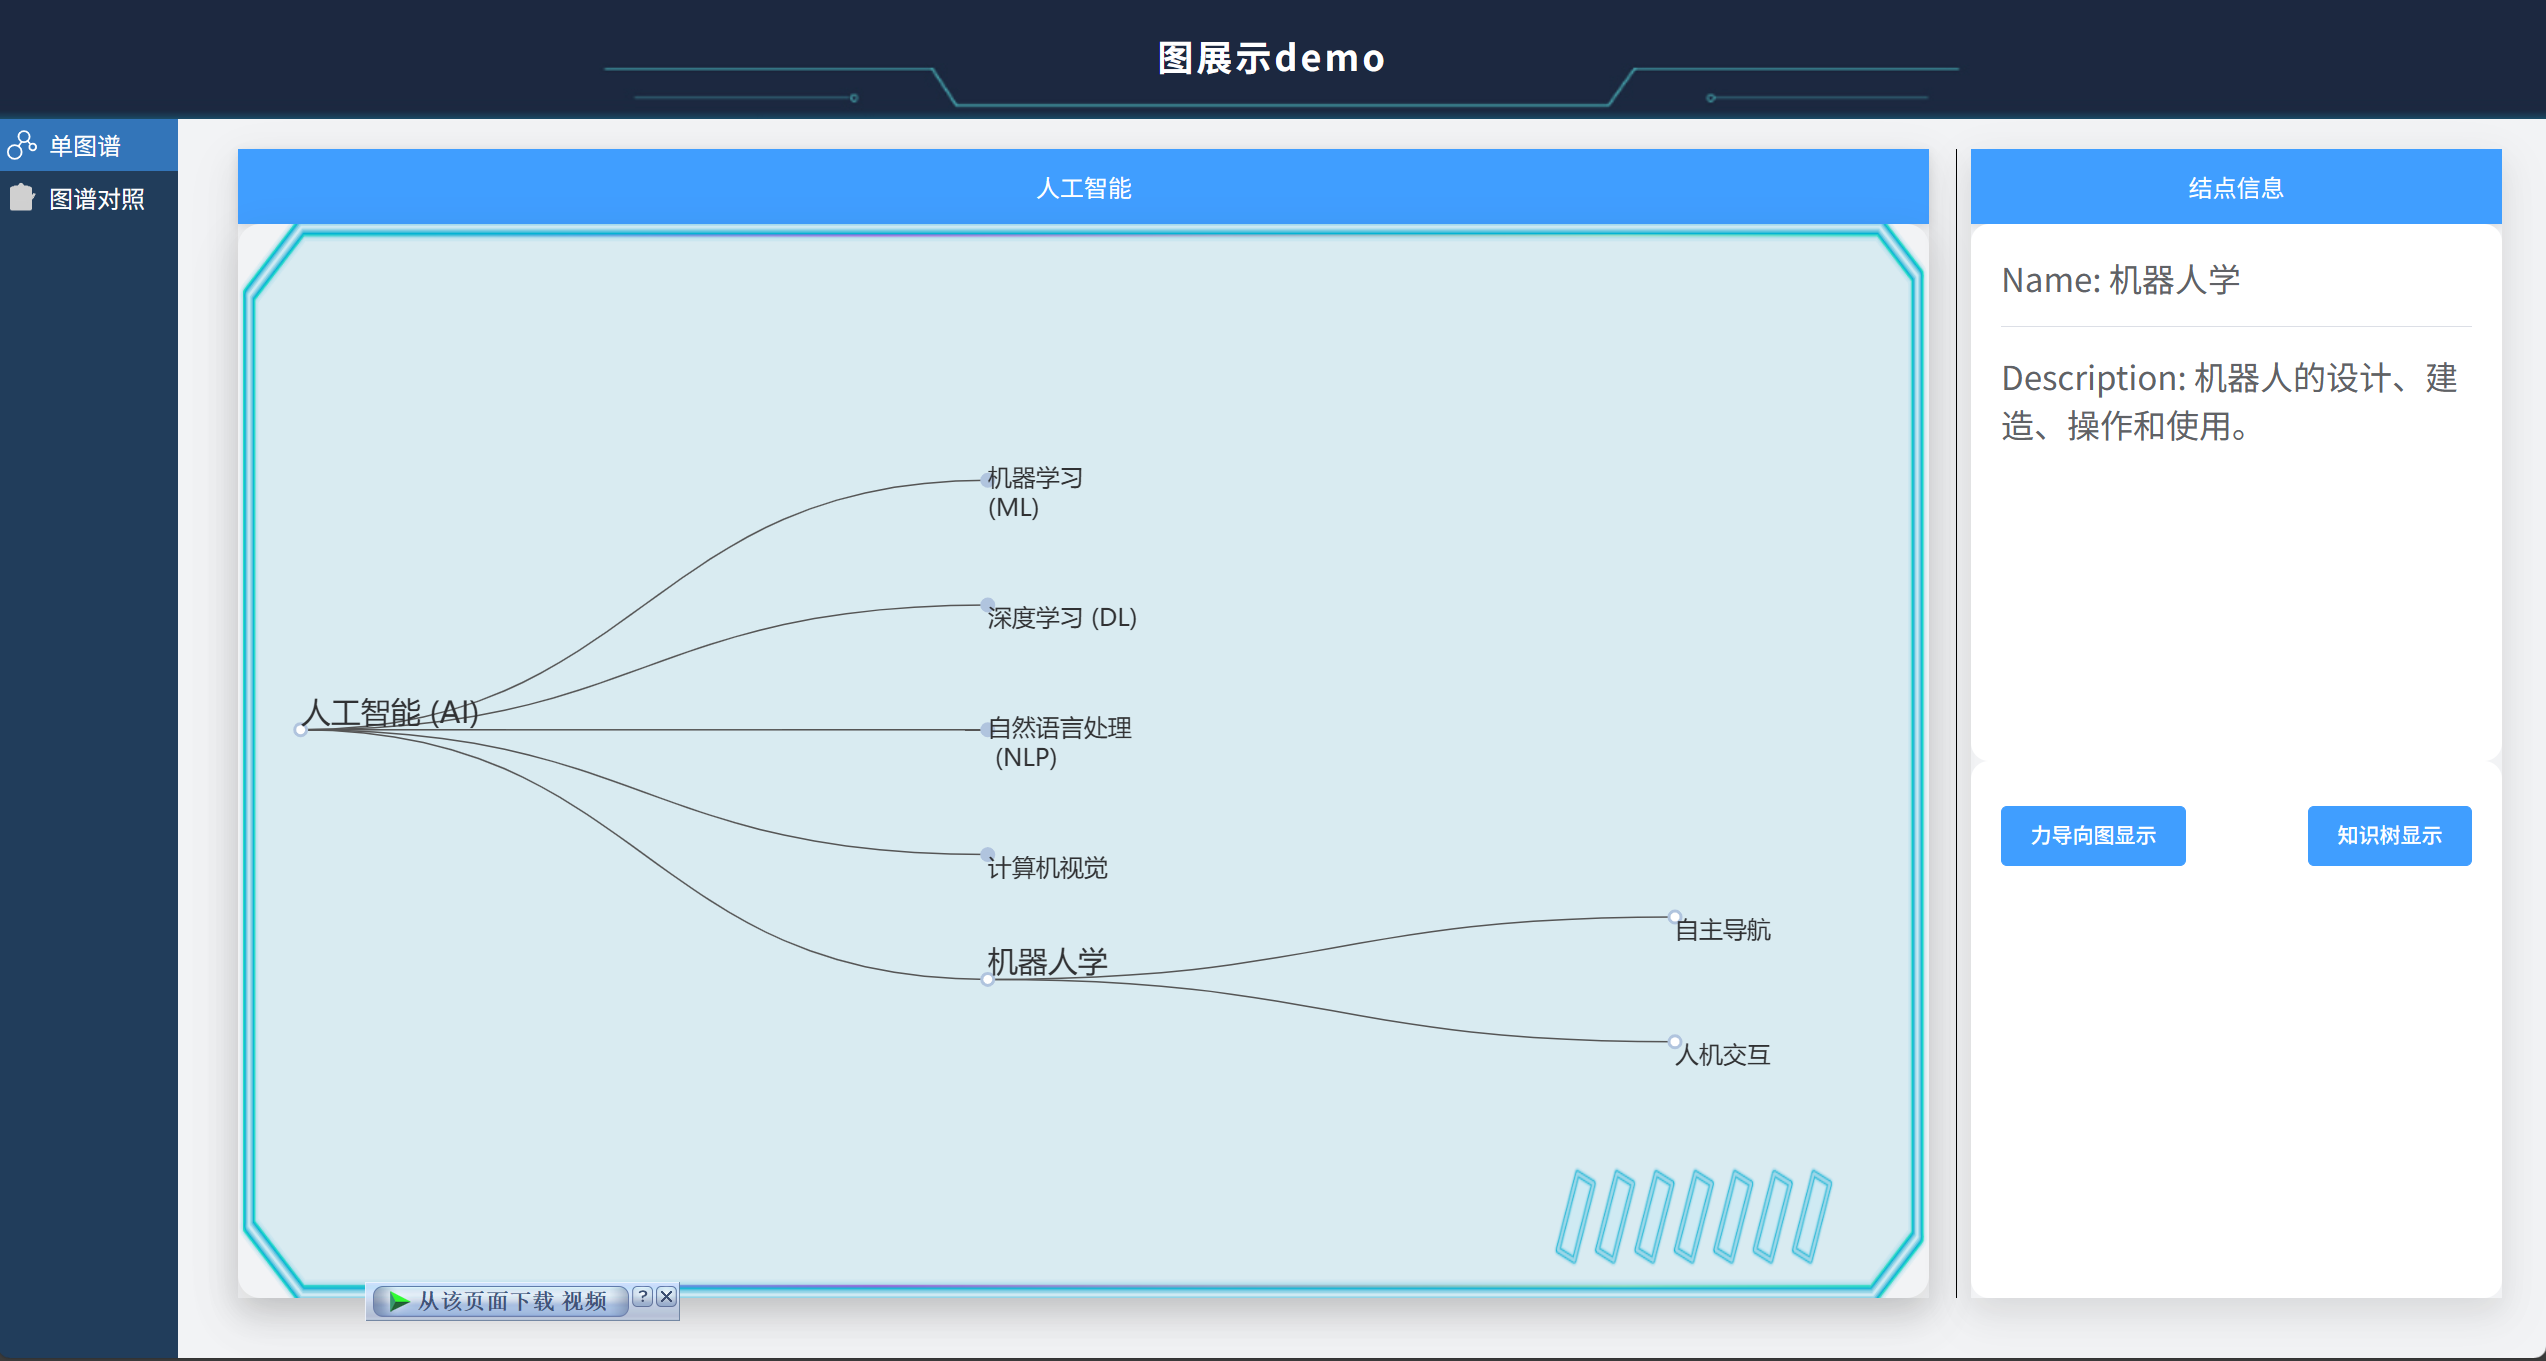 图展示demo
单图谱
图谱对照
人工智能
机器学习
(ML)
深度学习 (DL)
人工智能 (AI)
自然语言处理
(NLP)
计算机视觉
机器人学
自主导航
人机交互
从该页面下载 视频
?
结点信息
Name: 机器人学
Description: 机器人的设计、建
造、操作和使用。
力导向图显示
知识树显示